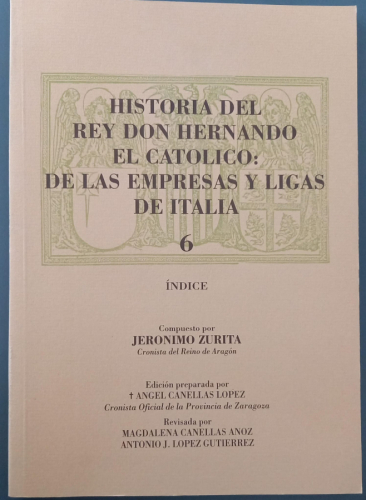 HISTORIA DEL
REY DON HERNANDO
EL CATOLICO:
DE LAS EMPRESAS Y LIGAS
DE ITALIA
6
ÍNDICE
Compuesto por
JERONIMO ZURITA
Cronista del Reino de Aragón
Edición preparada por
† ANGEL CANELLAS LOPEZ
Cronista Oficial de la Provincia de Zaragoza
Revisada por
MAGDALENA CANELLAS ANOZ
ANTONIO J. LOPEZ GUTIERREZ